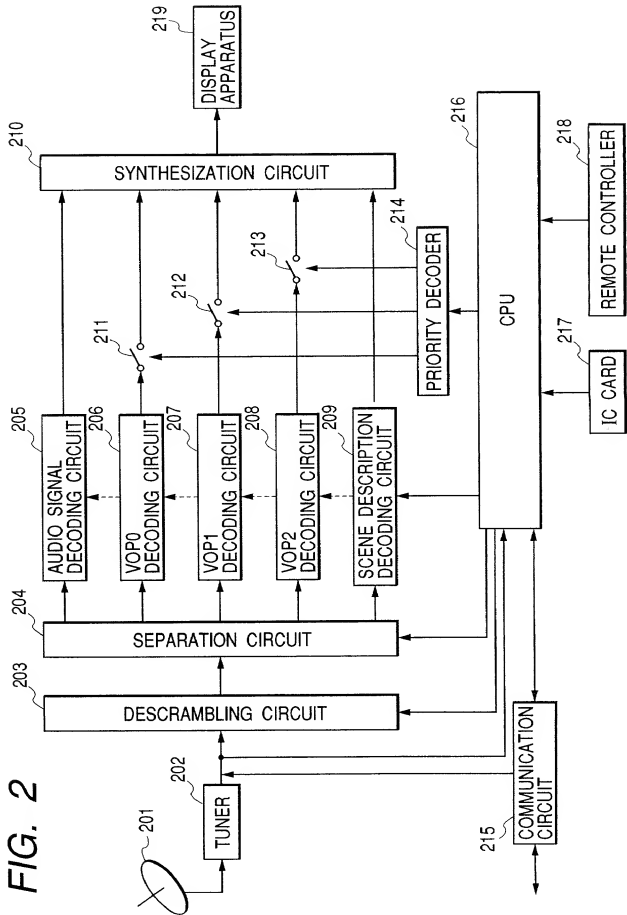 FIG. 2
201
202
TUNER
203
DESCRAMBLING CIRCUIT
204
SEPARATION CIRCUIT
205
AUDIO SIGNAL
DECODING CIRCUIT
206
VOP0
DECODING CIRCUIT
207
VOP1
DECODING CIRCUIT
208
VOP2
DECODING CIRCUIT
209
SCENE DESCRIPTION
DECODING CIRCUIT
211
212
213
214
PRIORITY DECODER
210
SYNTHESIZATION CIRCUIT
219
DISPLAY
APPARATUS
215
COMMUNICATION
CIRCUIT
216
CPU
217
IC CARD
218
REMOTE CONTROLLER